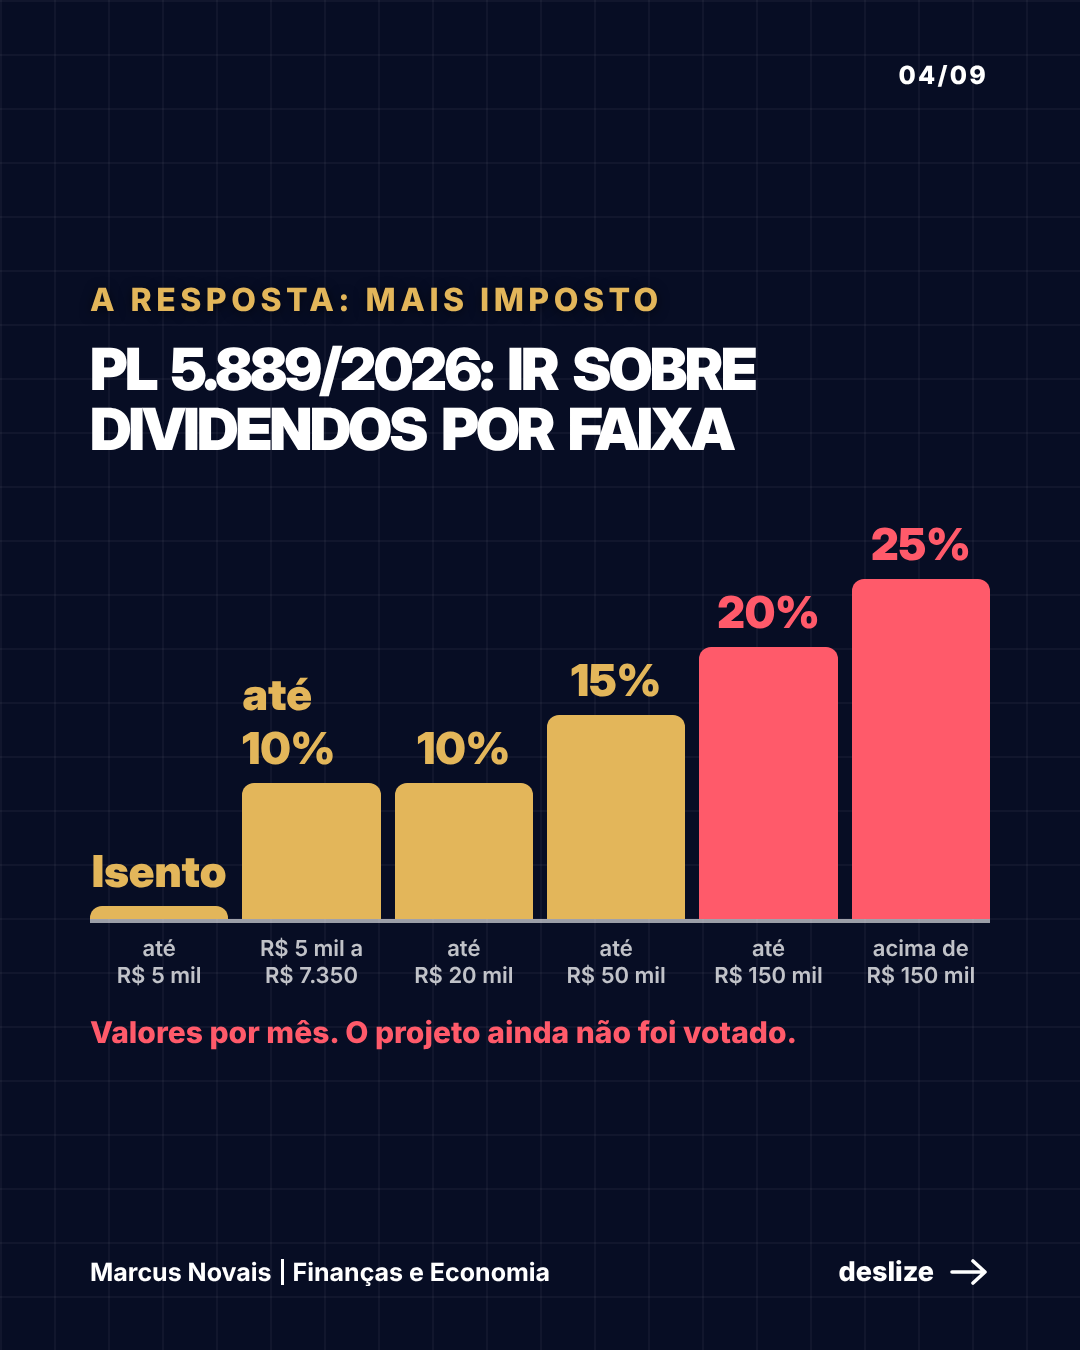 04/09
A RESPOSTA: MAIS IMPOSTO
PL 5.889/2026: IR SOBRE
DIVIDENDOS POR FAIXA
Isento
até
10%
10%
15%
20%
25%
até
R$ 5 mil
R$ 5 mil a
R$ 7.350
até
R$ 20 mil
até
R$ 50 mil
até
R$ 150 mil
acima de
R$ 150 mil
Valores por mês. O projeto ainda não foi votado.
Marcus Novais | Finanças e Economia
deslize →